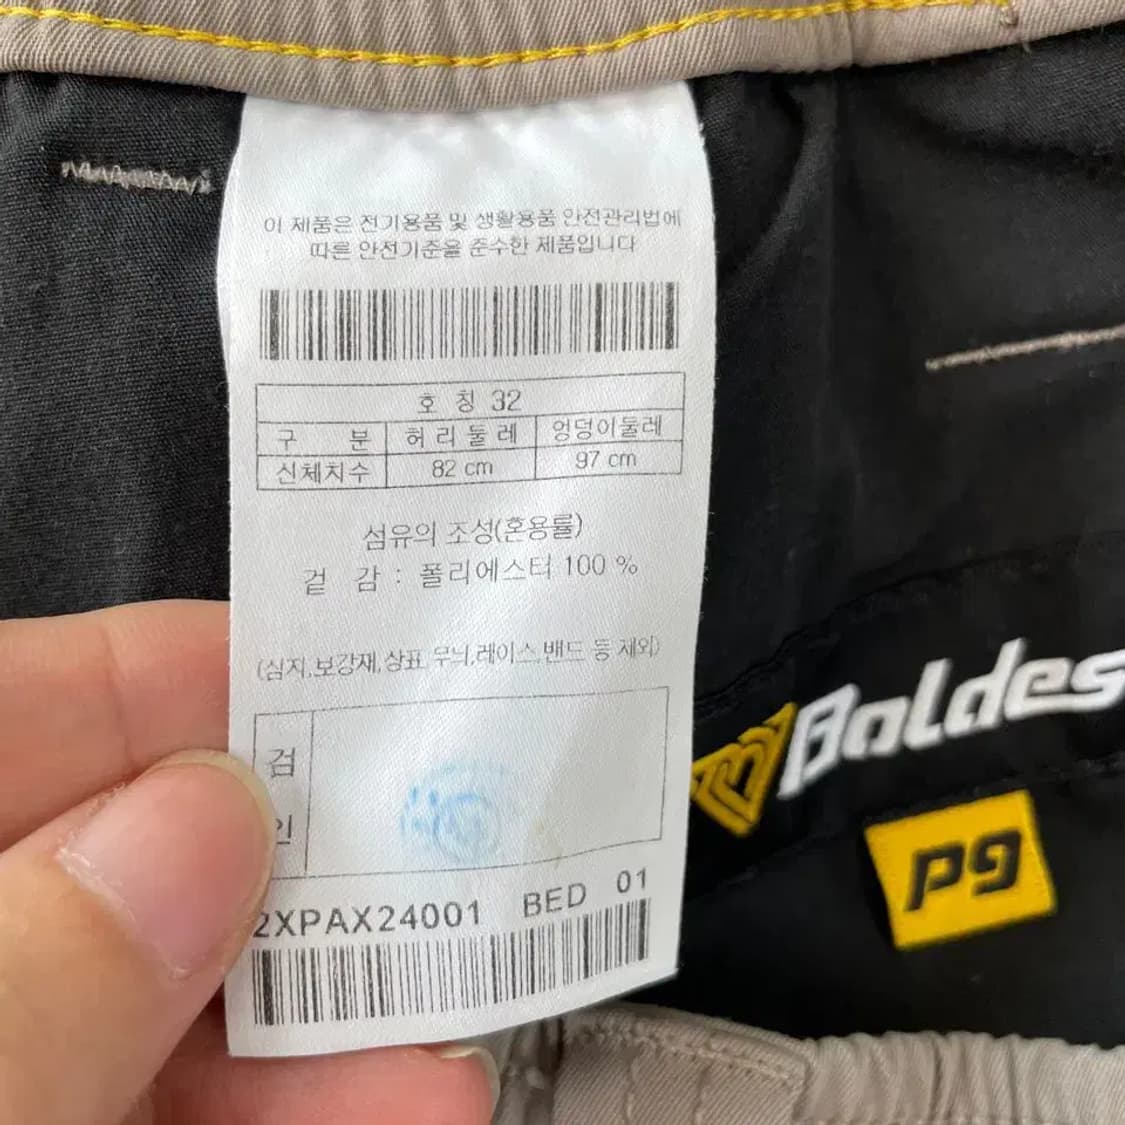 이 제품은 전기용품 및 생활용품 안전관리법에
따른 안전기준을 준수한 제품입니다
호 칭 32
구 분 허리둘레 엉덩이둘레
신체치수 82 cm 97 cm
섬유의 조성(혼용률)
겉 감 : 폴리에스터 100 %
(심지,보강재,상표,무늬,레이스,밴드 등 제외)
검
인
2XPAX24001 BED 01
Boldes
P9